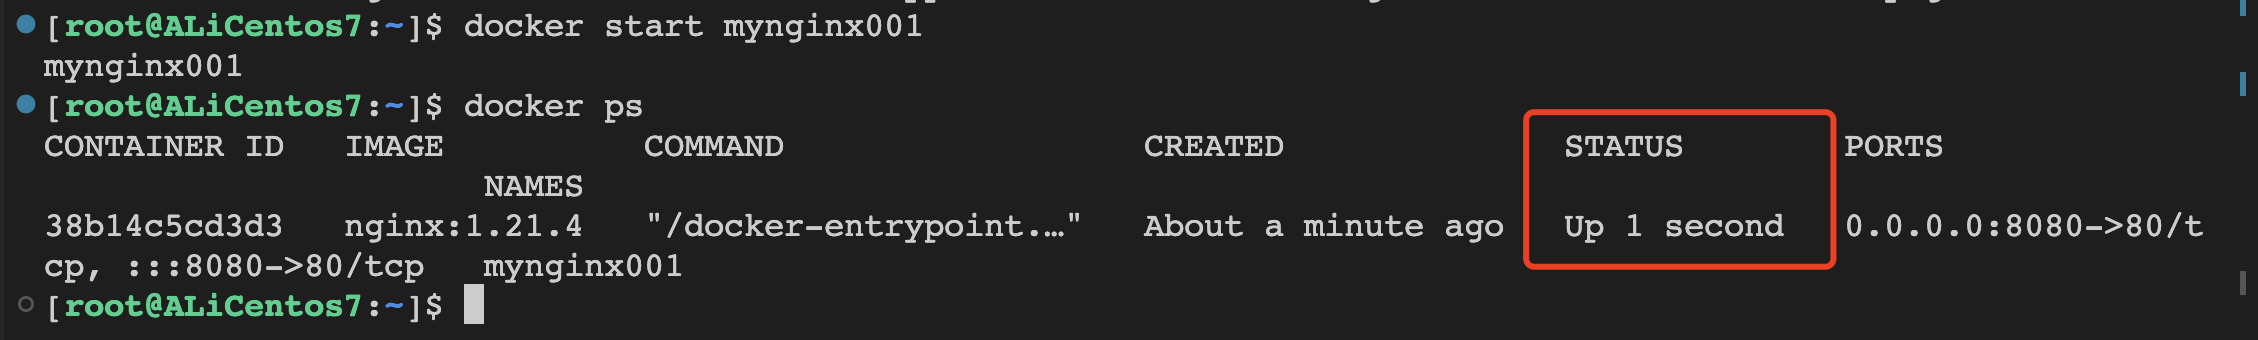 [root@ALiCentos7:~]$ docker start mynginx001
mynginx001
[root@ALiCentos7:~]$ docker ps
CONTAINER ID   IMAGE          COMMAND                  CREATED              STATUS        PORTS
                      NAMES
38b14c5cd3d3   nginx:1.21.4   "/docker-entrypoint.…"   About a minute ago   Up 1 second   0.0.0.0:8080->80/t
cp, :::8080->80/tcp   mynginx001
[root@ALiCentos7:~]$